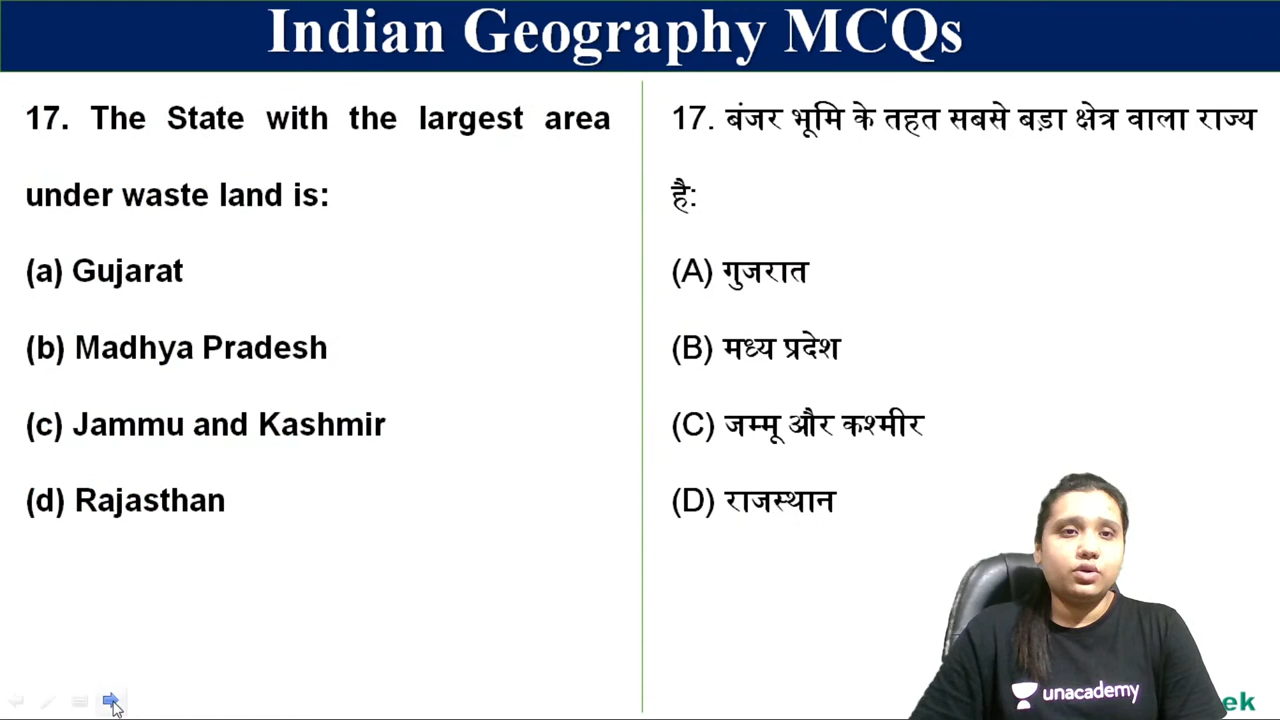 Indian Geography MCQs
17. The State with the largest area
under waste land is:
(a) Gujarat
(b) Madhya Pradesh
(c) Jammu and Kashmir
(d) Rajasthan
17. बंजर भूमि के तहत सबसे बड़ा क्षेत्र वाला राज्य
है:
(A) गुजरात
(B) मध्य प्रदेश
(C) जम्मू और कश्मीर
(D) राजस्थान
unacademy